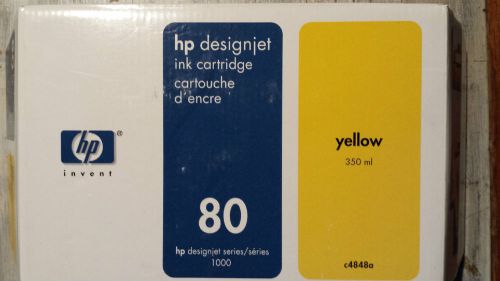 hp
®
invent
hp designjet
ink cartridge
cartouche
d'encre
80
hp designjet series/séries
1000
yellow
350 ml
c4848a